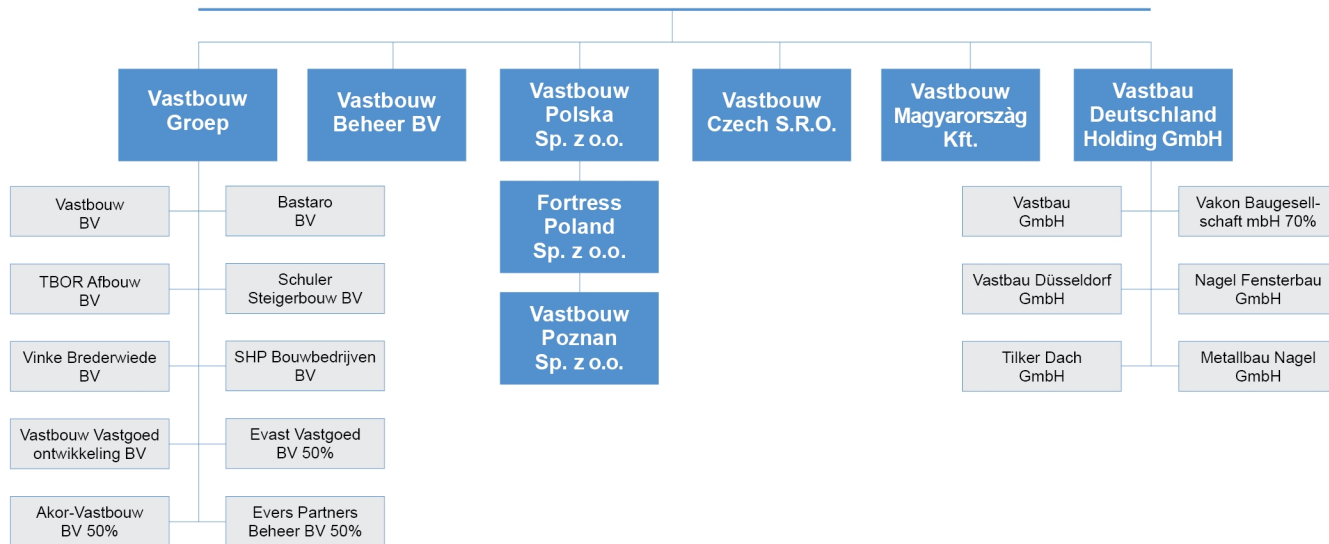 Vastbouw
Groep
Vastbouw
Beheer BV
Vastbouw
Polska
Sp. z o.o.
Vastbouw
Czech S.R.O.
Vastbouw
Magyarorszàg
Kft.
Vastbau
Deutschland
Holding GmbH
Vastbouw
BV
Bastaro
BV
Fortress
Poland
Sp. z o.o.
Vastbau
GmbH
Vakon Baugesell-
schaft mbH 70%
TBOR Afbouw
BV
Schuler
Steigerbouw BV
Vastbouw
Poznan
Sp. z o.o.
Vastbau Düsseldorf
GmbH
Nagel Fensterbau
GmbH
Vinke Brederwiede
BV
SHP Bouwbedrijven
BV
Tilker Dach
GmbH
Metallbau Nagel
GmbH
Vastbouw Vastgoed
ontwikkeling BV
Evast Vastgoed
BV 50%
Akor-Vastbouw
BV 50%
Evers Partners
Beheer BV 50%